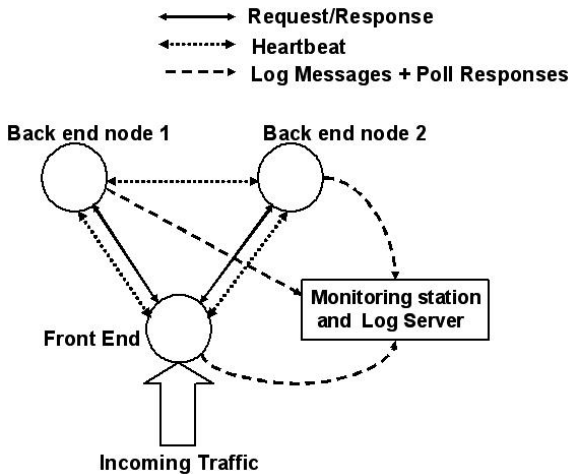 Request/Response
Heartbeat
Log Messages + Poll Responses
Back end node 1
Back end node 2
Monitoring station
and Log Server
Front End
Incoming Traffic